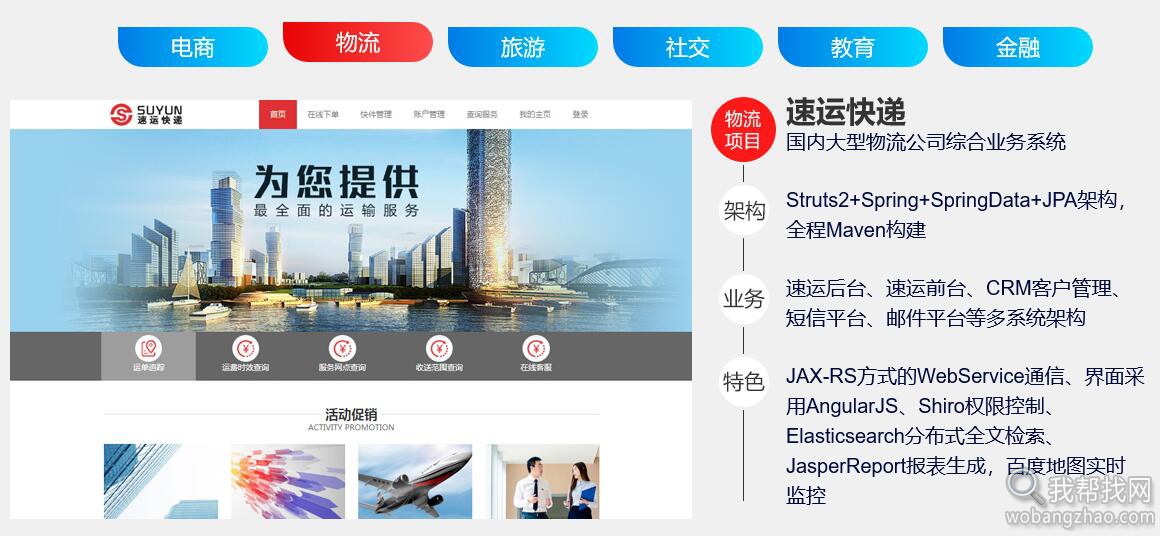 电商
物流
旅游
社交
教育
金融
SUYUN
速运快递
首页
在线下单
快件管理
账户管理
查询服务
我的主页
登录
为您提供
最全面的运输服务
运单追踪
运费时效查询
服务网点查询
收送范围查询
在线客服
活动促销
ACTIVITY PROMOTION
物流
项目
速运快递
国内大型物流公司综合业务系统
架构
Struts2+Spring+SpringData+JPA架构，
全程Maven构建
业务
速运后台、速运前台、CRM客户管理、
短信平台、邮件平台等多系统架构
特色
JAX-RS方式的WebService通信、界面采
用AngularJS、Shiro权限控制、
Elasticsearch分布式全文检索、
JasperReport报表生成，百度地图实时
监控
我帮找网
wobangzhao.com